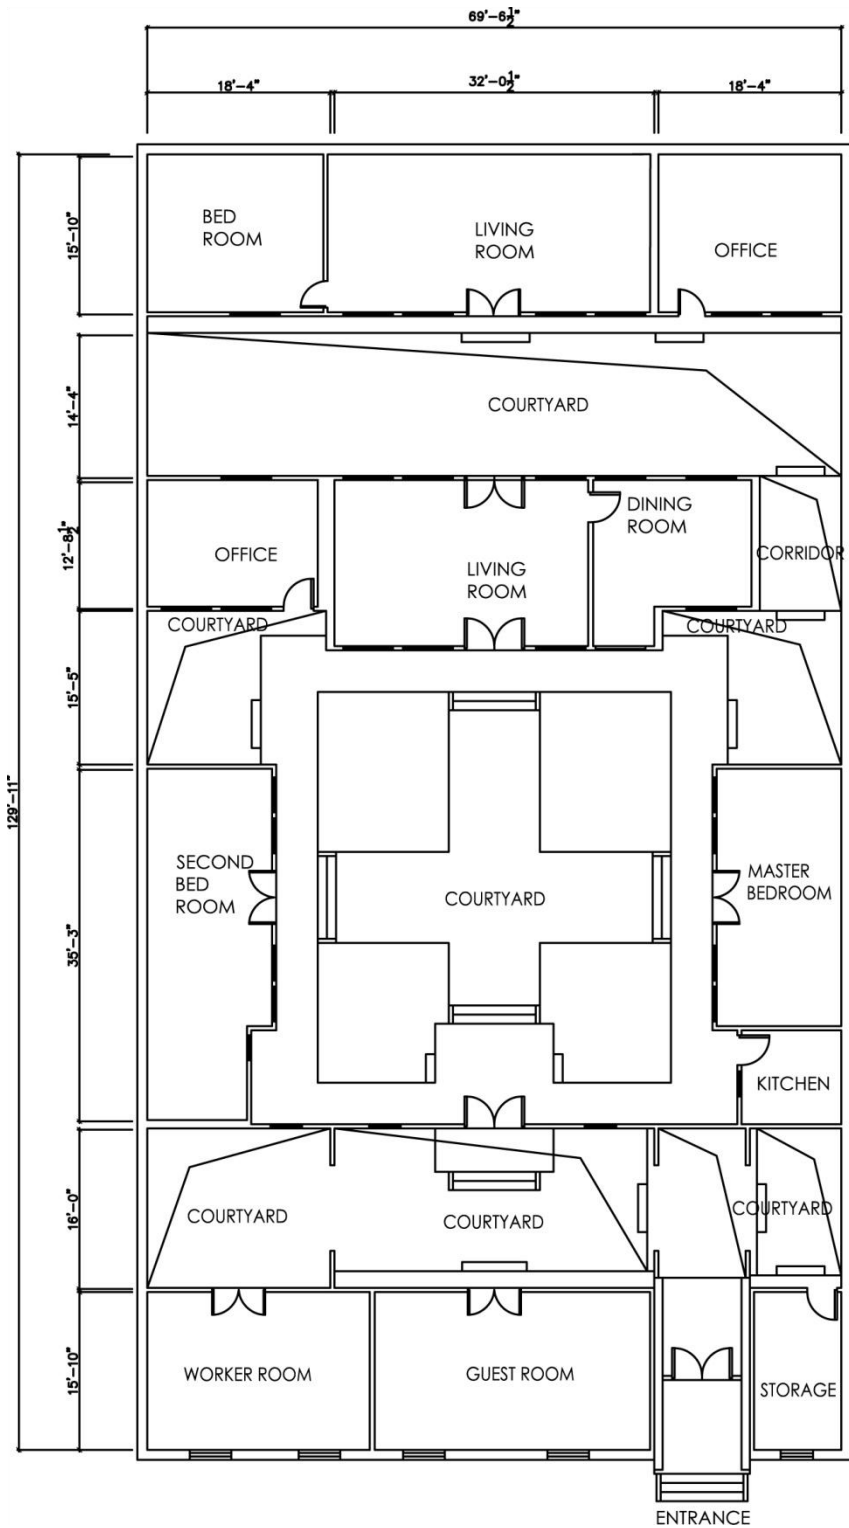 69'-6½"
18'-4"
32'-0½"
18'-4"
15'-10"
BED
ROOM
LIVING
ROOM
OFFICE
14'-4"
COURTYARD
12'-8½"
OFFICE
LIVING
ROOM
DINING
ROOM
CORRIDOR
15'-5"
COURTYARD
COURTYARD
129'-11"
35'-3"
SECOND
BED
ROOM
COURTYARD
MASTER
BEDROOM
KITCHEN
16'-0"
COURTYARD
COURTYARD
COURTYARD
15'-10"
WORKER ROOM
GUEST ROOM
STORAGE
ENTRANCE